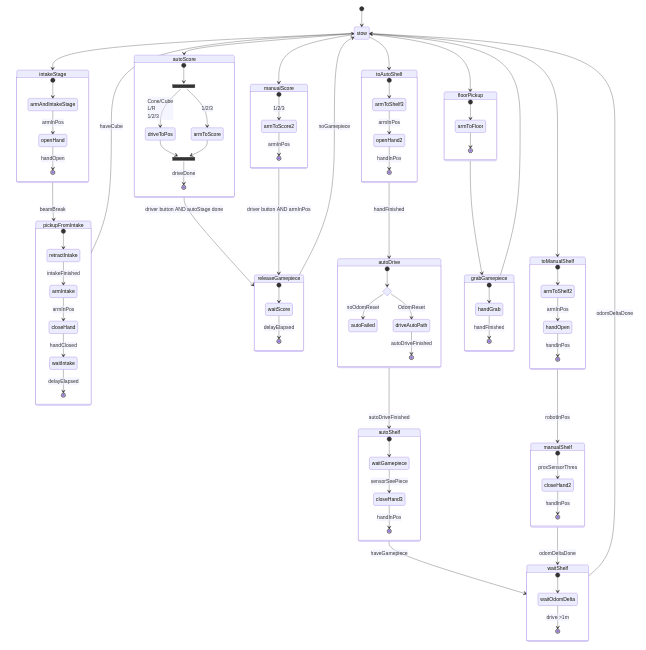 stow
intakeStage
armAndIntakeStage
armInPos
openHand
handOpen
beamBreak
pickupFromIntake
retractIntake
intakeFinished
armIntake
armInPos
closeHand
handClosed
waitIntake
delayElapsed
haveCube
autoScore
Cone/Cube
L/R
1/2/3
1/2/3
driveToPos
armToScore
driveDone
driver button AND autoStage done
manualScore
1/2/3
armToScore2
armInPos
driver button AND armInPos
releaseGamepiece
waitScore
delayElapsed
noGamepiece
toAutoShelf
armToShelf3
armInPos
openHand2
handInPos
handFinished
autoDrive
noOdomReset
OdomReset
autoFailed
driveAutoPath
autoDriveFinished
autoDriveFinished
autoShelf
waitGamepiece
sensorSeePiece
closeHand3
handInPos
haveGamepiece
floorPickup
armToFloor
grabGamepiece
handGrab
handFinished
toManualShelf
armToShelf2
armInPos
handOpen
handInPos
robotInPos
manualShelf
proxSensorThres
closeHand2
handInPos
odomDeltaDone
waitShelf
waitOdomDelta
drive >1m
odomDeltaDone